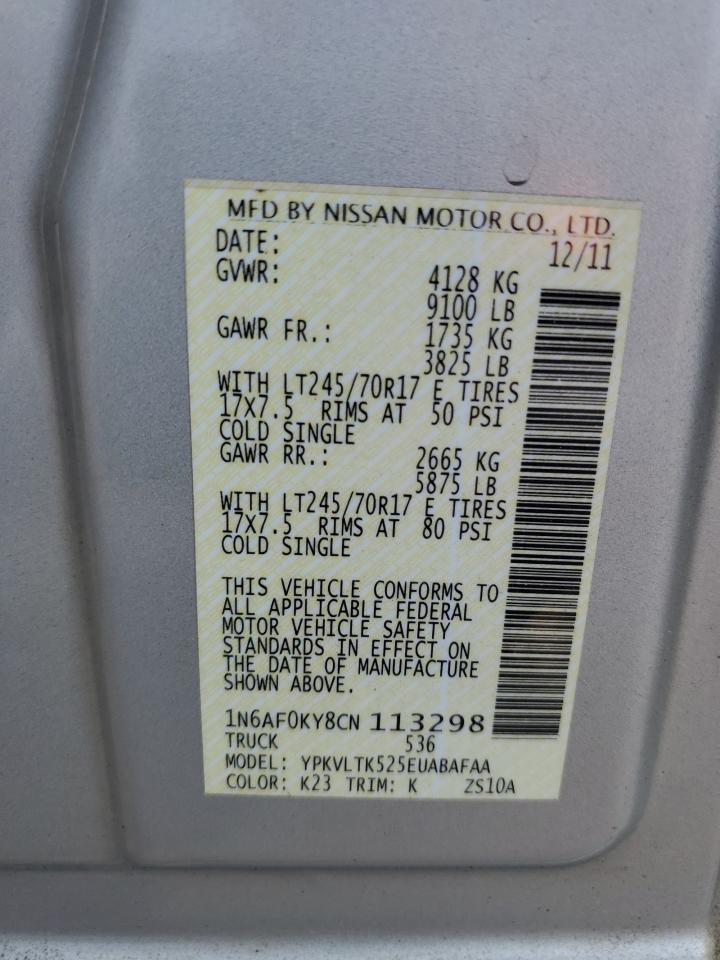 MFD BY NISSAN MOTOR CO., LTD.
DATE: 12/11
GVWR: 4128 KG
9100 LB
GAWR FR.: 1735 KG
3825 LB
WITH LT245/70R17 E TIRES
17X7.5 RIMS AT 50 PSI
COLD SINGLE
GAWR RR.: 2665 KG
5875 LB
WITH LT245/70R17 E TIRES
17X7.5 RIMS AT 80 PSI
COLD SINGLE
THIS VEHICLE CONFORMS TO
ALL APPLICABLE FEDERAL
MOTOR VEHICLE SAFETY
STANDARDS IN EFFECT ON
THE DATE OF MANUFACTURE
SHOWN ABOVE.
1N6AF0KY8CN 113298
TRUCK 536
MODEL: YPKVLTK525EUABAFAA
COLOR: K23 TRIM: K ZS10A